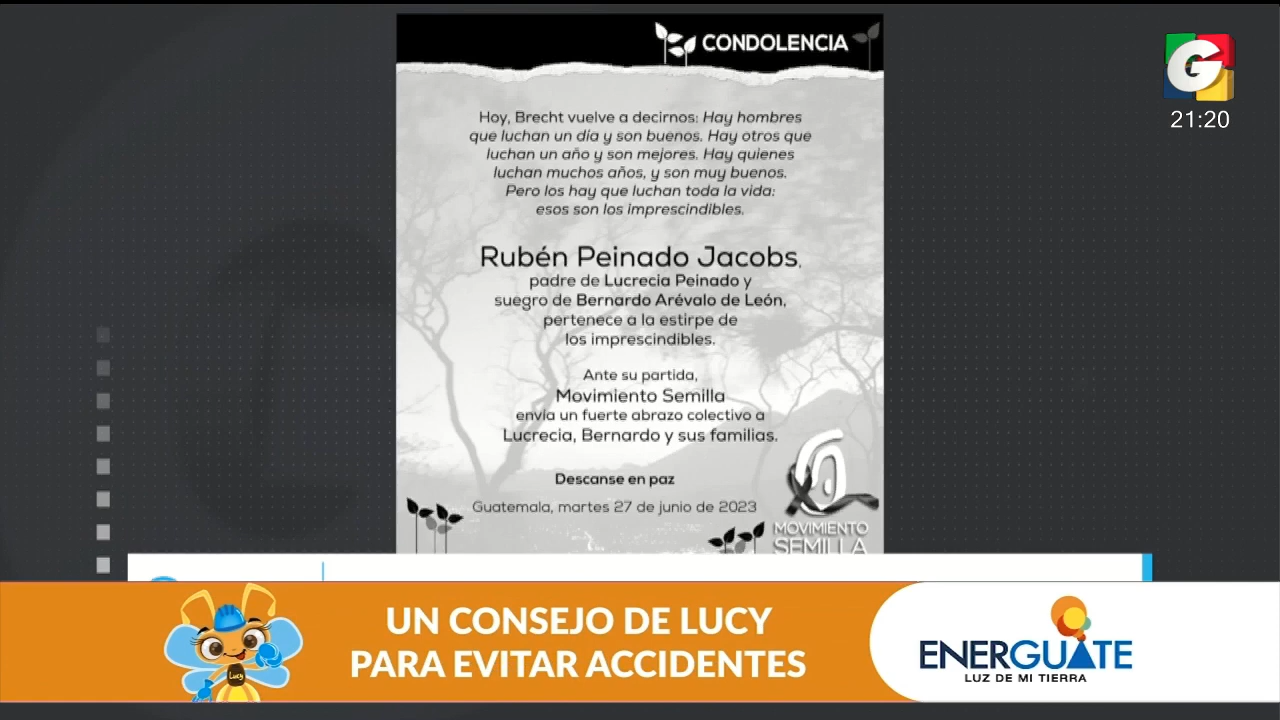 CONDOLENCIA
G
21:20
Hoy, Brecht vuelve a decirnos: Hay hombres
que luchan un día y son buenos. Hay otros que
luchan un año y son mejores. Hay quienes
luchan muchos años, y son muy buenos.
Pero los hay que luchan toda la vida:
esos son los imprescindibles.
Rubén Peinado Jacobs,
padre de Lucrecia Peinado y
suegro de Bernardo Arévalo de León,
pertenece a la estirpe de
los imprescindibles.
Ante su partida,
Movimiento Semilla
envía un fuerte abrazo colectivo a
Lucrecia, Bernardo y sus familias.
Descanse en paz
Guatemala, martes 27 de junio de 2023
MOVIMIENTO
SEMILLA
Lucy
UN CONSEJO DE LUCY
PARA EVITAR ACCIDENTES
ENERGUATE
LUZ DE MI TIERRA